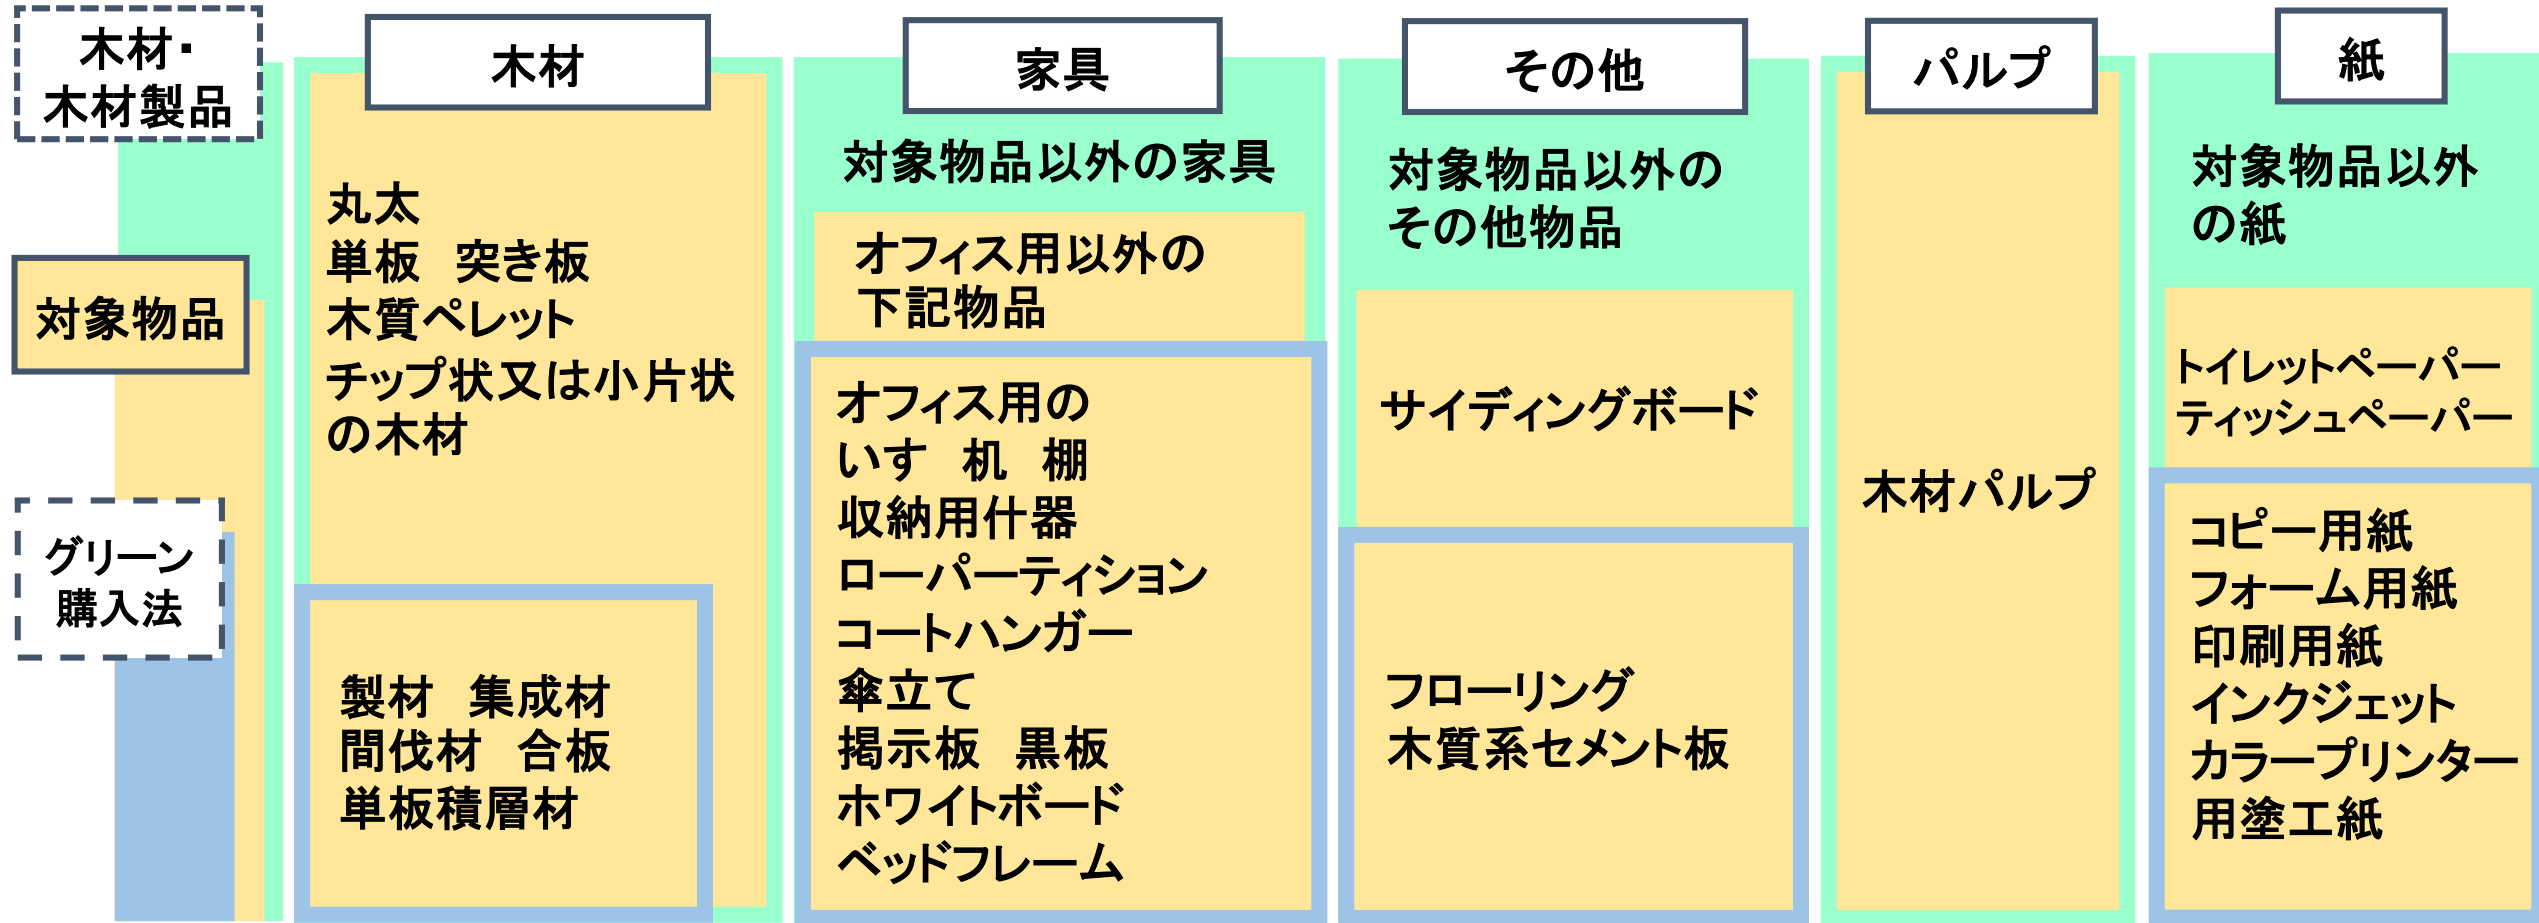 木材・
木材製品
対象物品
グリーン
購入法
木材
丸太
単板　突き板
木質ペレット
チップ状又は小片状
の木材
製材　集成材
間伐材　合板
単板積層材
家具
対象物品以外の家具
オフィス用以外の
下記物品
オフィス用の
いす　机　棚
収納用什器
ローパーティション
コートハンガー
傘立て
掲示板　黒板
ホワイトボード
ベッドフレーム
その他
対象物品以外の
その他物品
サイディングボード
フローリング
木質系セメント板
パルプ
木材パルプ
紙
対象物品以外
の紙
トイレットペーパー
ティッシュペーパー
コピー用紙
フォーム用紙
印刷用紙
インクジェット
カラープリンター
用塗工紙